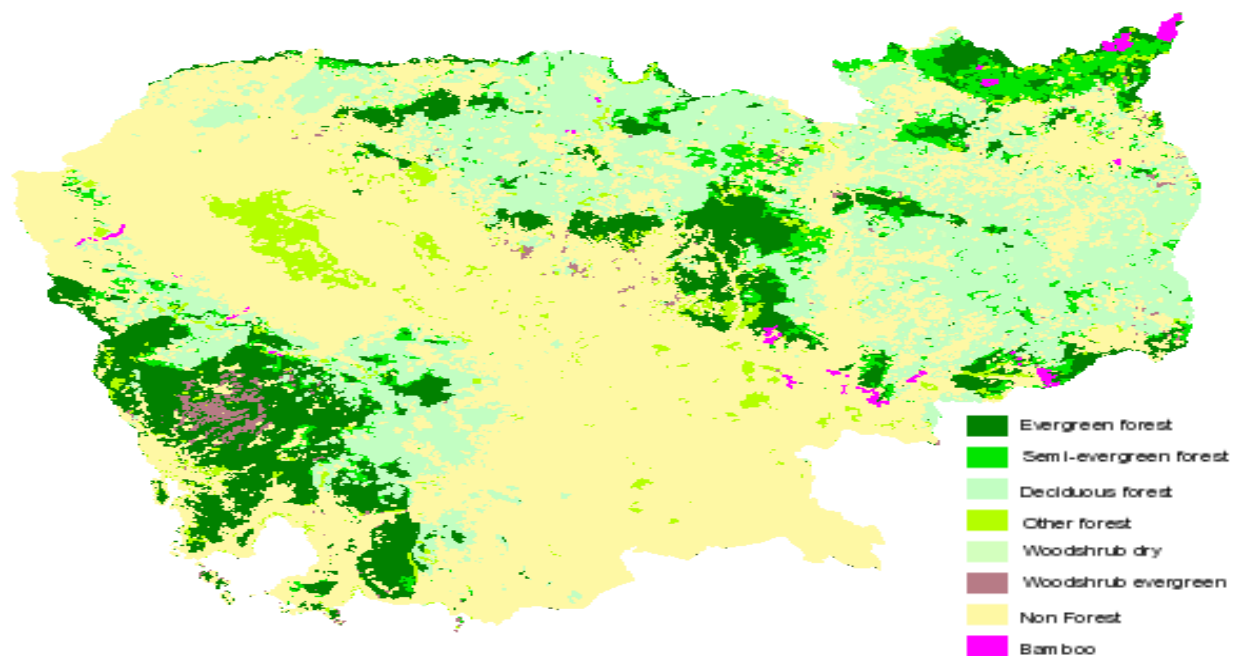 Evergreen forest
Semi-evergreen forest
Deciduous forest
Other forest
Woodshrub dry
Woodshrub evergreen
Non Forest
Bamboo